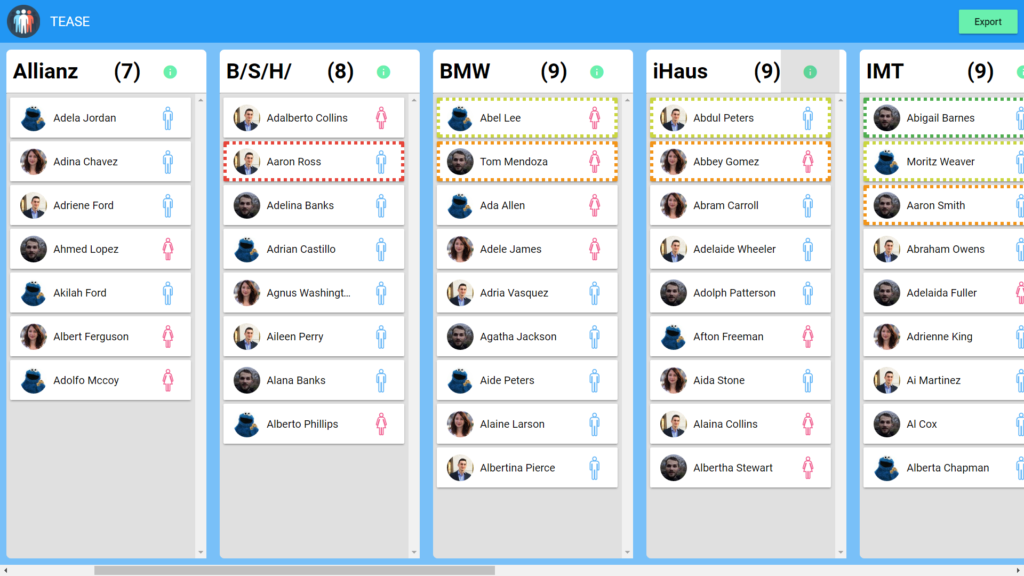 TEASE
Export
Allianz (7)
Adela Jordan
Adina Chavez
Adriene Ford
Ahmed Lopez
Akilah Ford
Albert Ferguson
Adolfo Mccoy
B/S/H/ (8)
Adalberto Collins
Aaron Ross
Adelina Banks
Adrian Castillo
Agnus Washingt...
Aileen Perry
Alana Banks
Alberto Phillips
BMW (9)
Abel Lee
Tom Mendoza
Ada Allen
Adele James
Adria Vasquez
Agatha Jackson
Aide Peters
Alaine Larson
Albertina Pierce
iHaus (9)
Abdul Peters
Abbey Gomez
Abram Carroll
Adelaide Wheeler
Adolph Patterson
Afton Freeman
Aida Stone
Alaina Collins
Albertha Stewart
IMT (9)
Abigail Barnes
Moritz Weaver
Aaron Smith
Abraham Owens
Adelaida Fuller
Adrienne King
Ai Martinez
Al Cox
Alberta Chapman